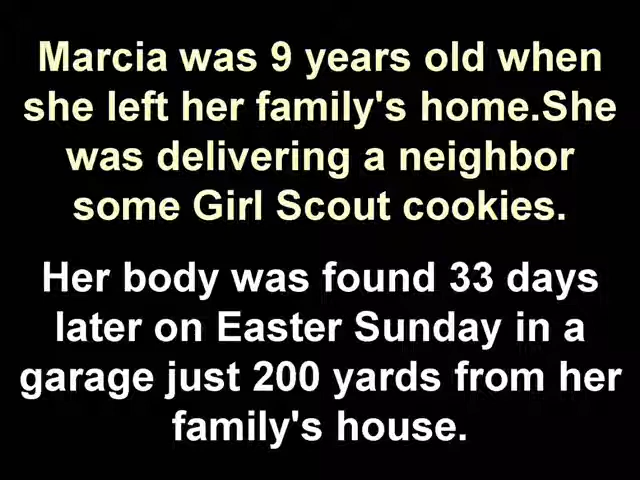 Marcia was 9 years old when
she left her family's home.She
was delivering a neighbor
some Girl Scout cookies.
Her body was found 33 days
later on Easter Sunday in a
garage just 200 yards from her
family's house.